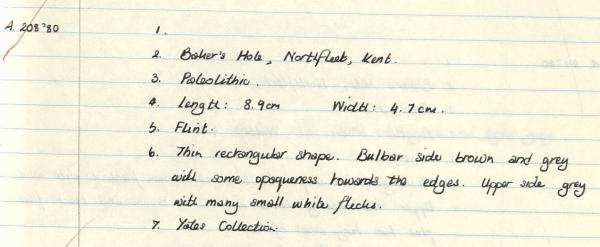 A. 208'80
1.
2. Baker's Hole, Northfleet, Kent.
3. Paleolithic.
4. Length: 8.9cm Width: 4.7cm.
5. Flint.
6. Thin rectangular shape. Bulbar side brown and grey
with some opaqueness towards the edges. Upper side grey
with many small white flecks.
7. Yates Collection.